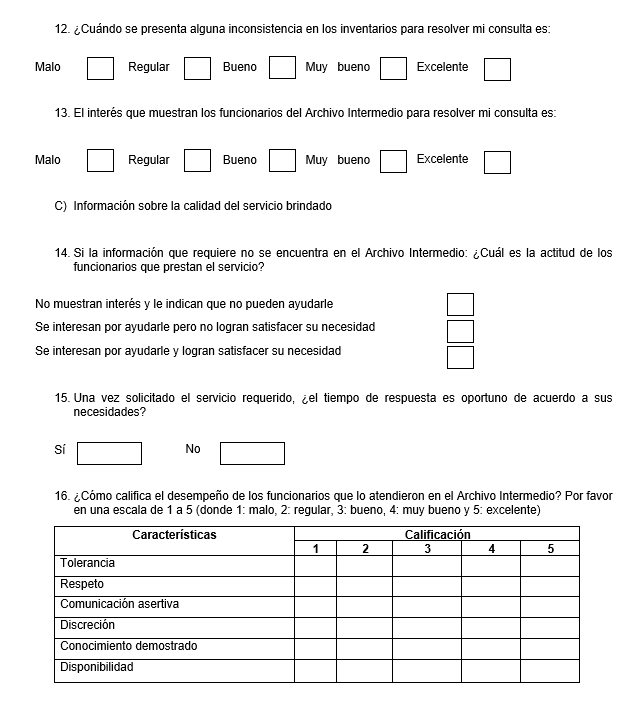 12. ¿Cuándo se presenta alguna inconsistencia en los inventarios para resolver mi consulta es:
Malo Regular Bueno Muy bueno Excelente
13. El interés que muestran los funcionarios del Archivo Intermedio para resolver mi consulta es:
Malo Regular Bueno Muy bueno Excelente
C) Información sobre la calidad del servicio brindado
14. Si la información que requiere no se encuentra en el Archivo Intermedio: ¿Cuál es la actitud de los
funcionarios que prestan el servicio?
No muestran interés y le indican que no pueden ayudarle
Se interesan por ayudarle pero no logran satisfacer su necesidad
Se interesan por ayudarle y logran satisfacer su necesidad
15. Una vez solicitado el servicio requerido, ¿el tiempo de respuesta es oportuno de acuerdo a sus
necesidades?
Sí No
16. ¿Cómo califica el desempeño de los funcionarios que lo atendieron en el Archivo Intermedio? Por favor
en una escala de 1 a 5 (donde 1: malo, 2: regular, 3: bueno, 4: muy bueno y 5: excelente)
Características Calificación
1 2 3 4 5
Tolerancia
Respeto
Comunicación asertiva
Discreción
Conocimiento demostrado
Disponibilidad